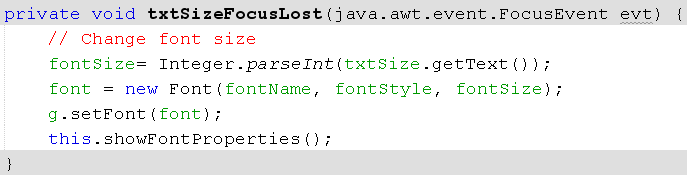 private void txtSizeFocusLost(java.awt.event.FocusEvent evt) {
// Change font size
fontSize= Integer.parseInt(txtSize.getText());
font = new Font(fontName, fontStyle, fontSize);
g.setFont(font);
this.showFontProperties();
}